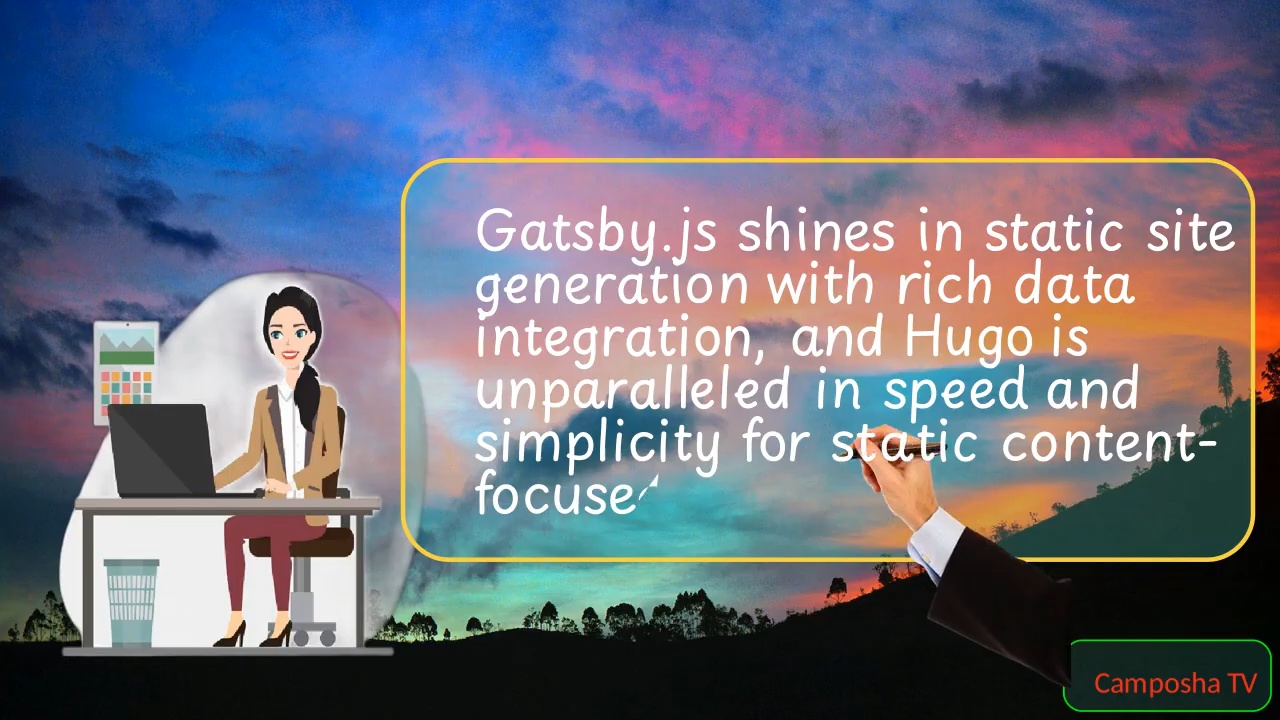 Gatsby.js shines in static site
generation with rich data
integration, and Hugo is
unparalleled in speed and
simplicity for static content-
focuse
Camposha TV